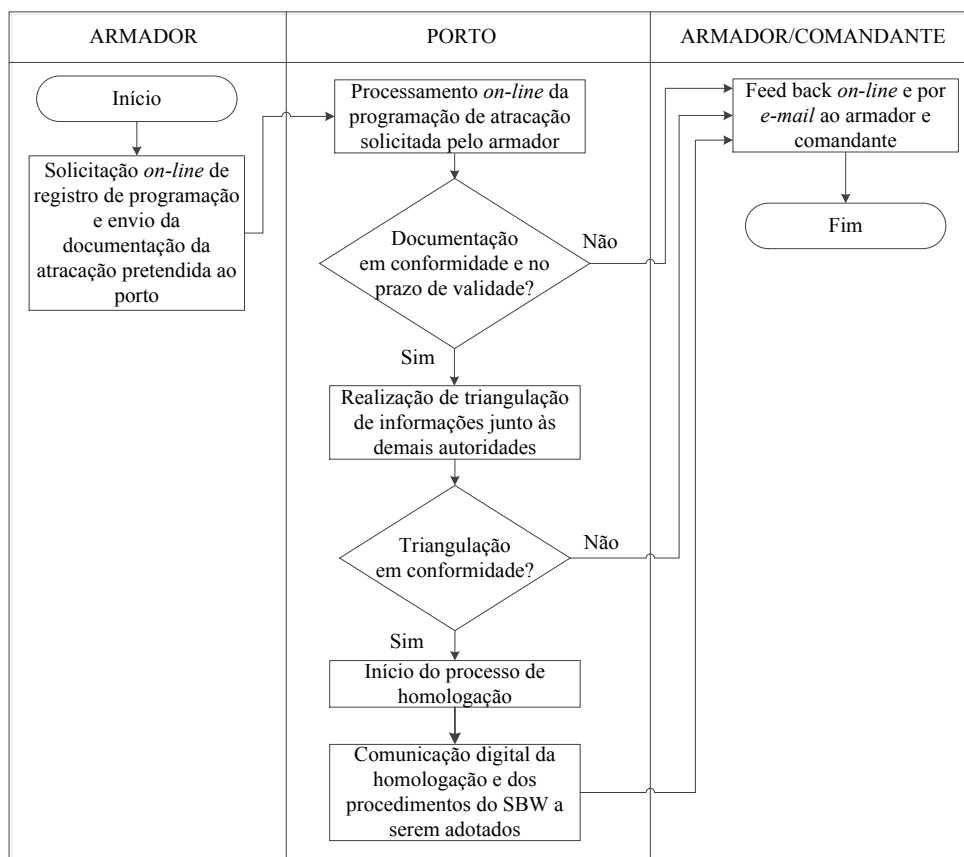 ARMADOR
PORTO
ARMADOR/COMANDANTE
Início
Solicitação on-line de
registro de programação
e envio da
documentação da
atracação pretendida ao
porto
Processamento on-line da
programação de atracação
solicitada pelo armador
Documentação
em conformidade e no
prazo de validade?
Não
Sim
Realização de triangulação
de informações junto às
demais autoridades
Triangulação
em conformidade?
Não
Sim
Início do processo de
homologação
Comunicação digital da
homologação e dos
procedimentos do SBW a
serem adotados
Feed back on-line e por
e-mail ao armador e
comandante
Fim